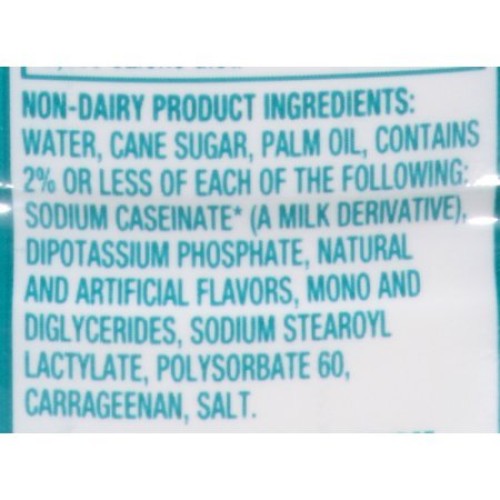 NON-DAIRY PRODUCT INGREDIENTS:
WATER, CANE SUGAR, PALM OIL, CONTAINS
2% OR LESS OF EACH OF THE FOLLOWING:
SODIUM CASEINATE* (A MILK DERIVATIVE),
DIPOTASSIUM PHOSPHATE, NATURAL
AND ARTIFICIAL FLAVORS, MONO AND
DIGLYCERIDES, SODIUM STEAROYL
LACTYLATE, POLYSORBATE 60,
CARRAGEENAN, SALT.